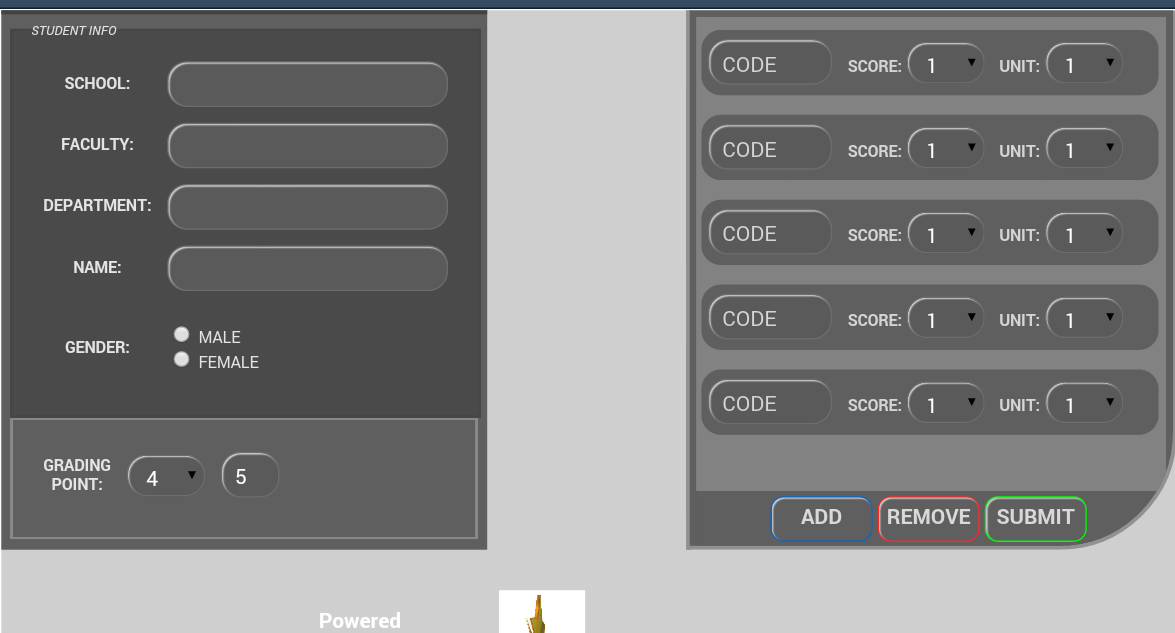 STUDENT INFO
SCHOOL:
FACULTY:
DEPARTMENT:
NAME:
GENDER:
MALE
FEMALE
GRADING
POINT:
4
5
CODE SCORE: 1 UNIT: 1
CODE SCORE: 1 UNIT: 1
CODE SCORE: 1 UNIT: 1
CODE SCORE: 1 UNIT: 1
CODE SCORE: 1 UNIT: 1
ADD REMOVE SUBMIT
Powered